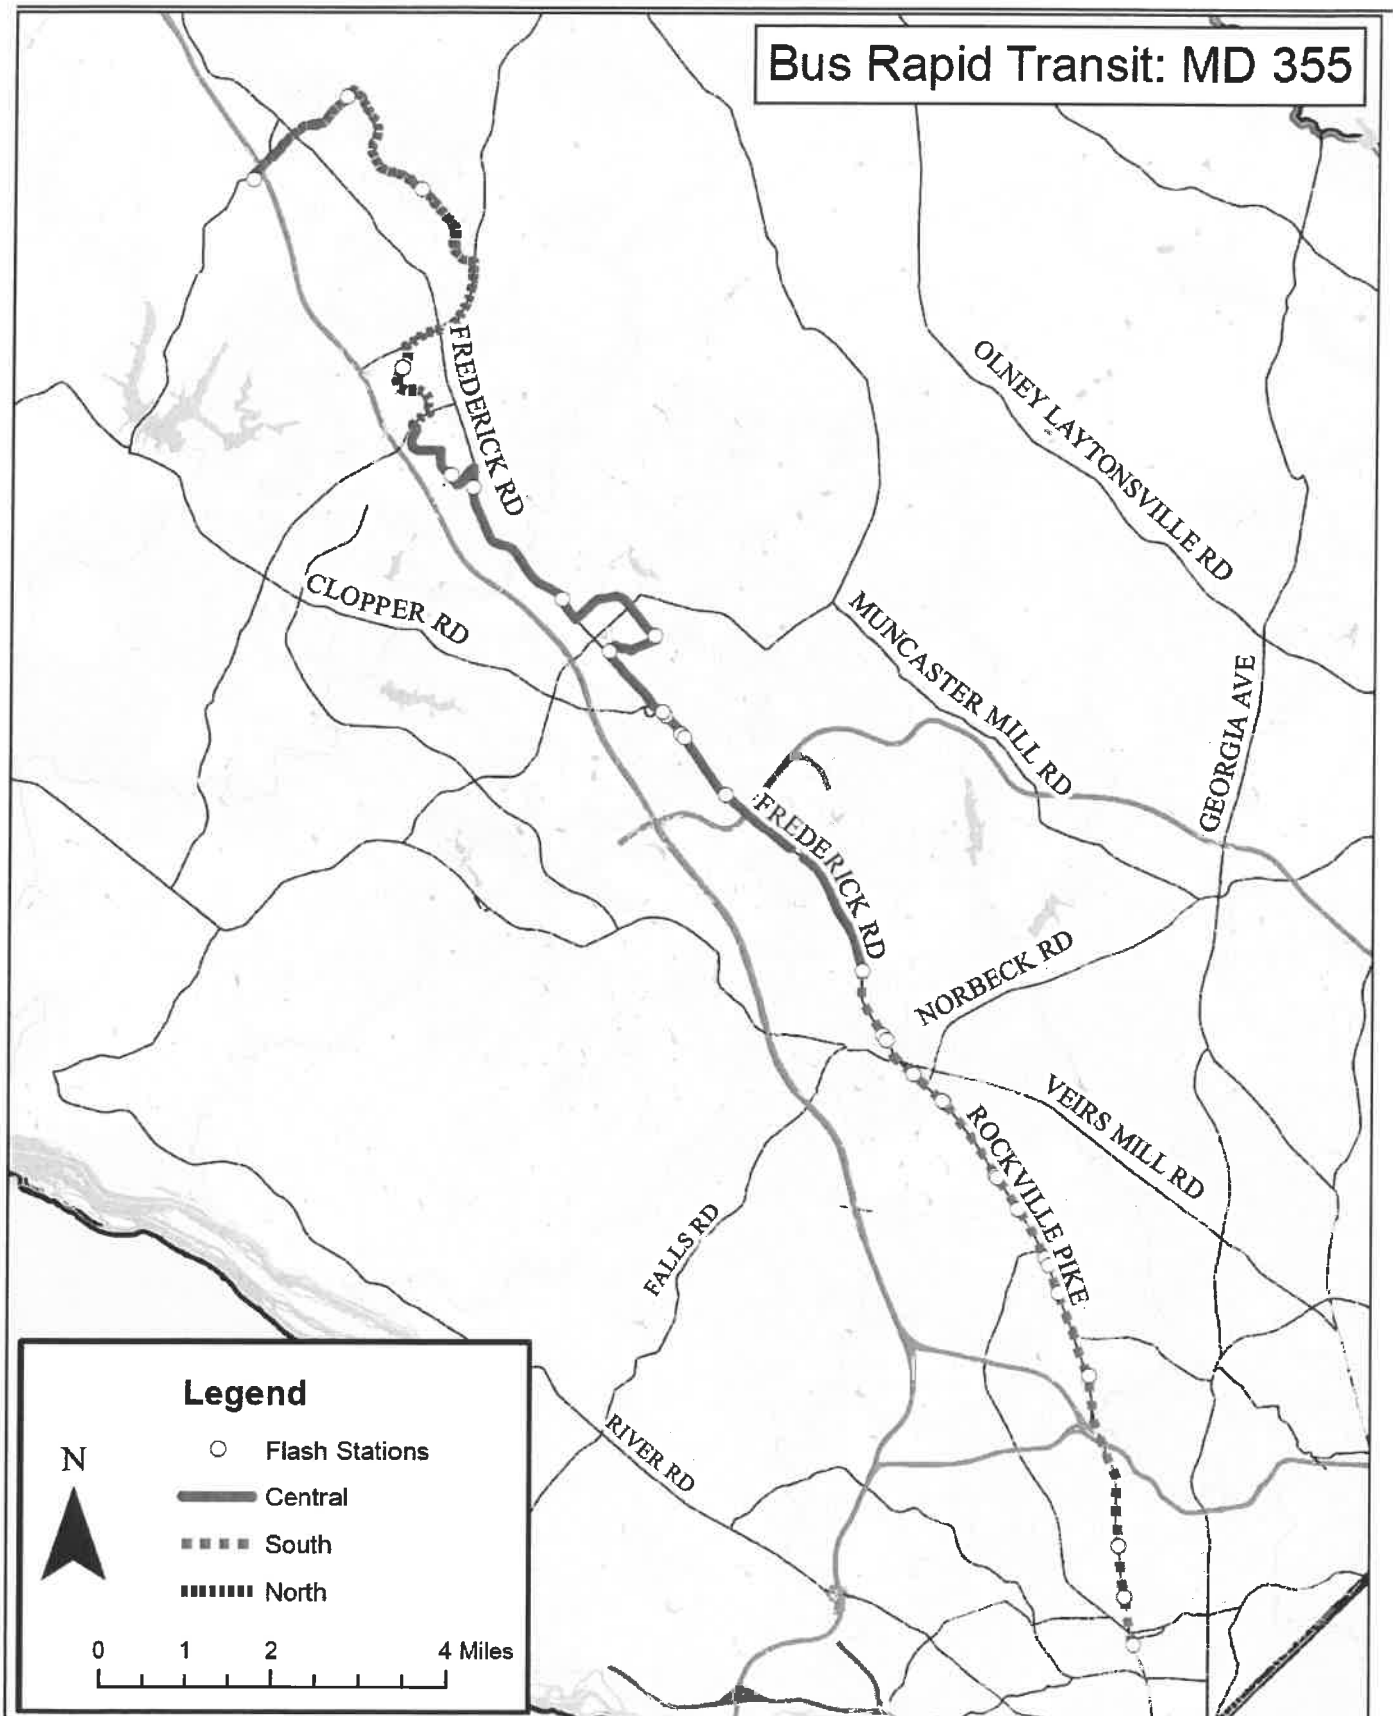 Bus Rapid Transit: MD 355
FREDERICK RD
OLNEY LAYTONSVILLE RD
CLOPPER RD
MUNCASTER MILL RD
GEORGIA AVE
FREDERICK RD
NORBECK RD
VEIRS MILL RD
ROCKVILLE PIKE
FALLS RD
RIVER RD
Legend
N
Flash Stations
Central
South
North
0 1 2 4 Miles